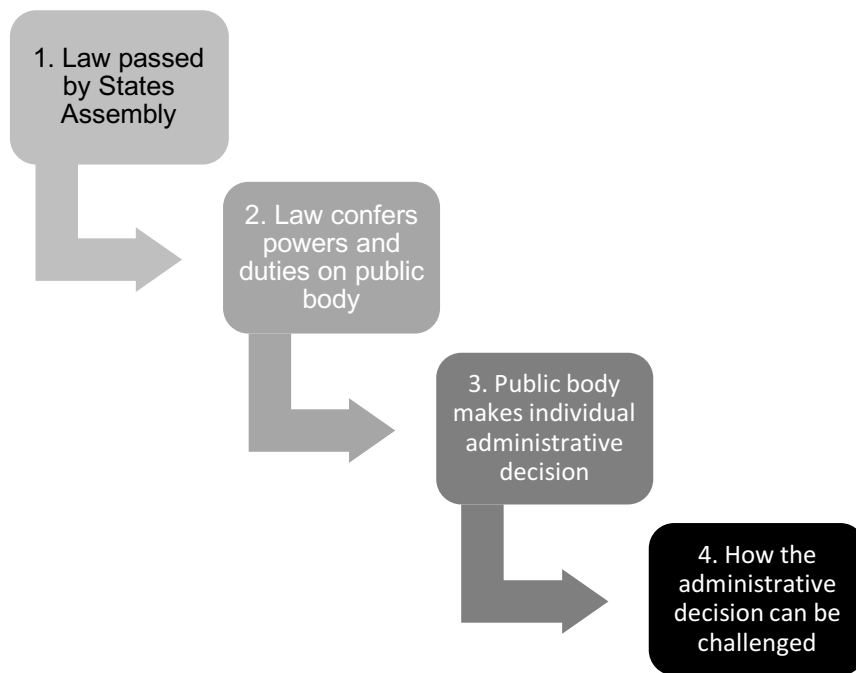 1. Law passed
by States
Assembly
2. Law confers
powers and
duties on public
body
3. Public body
makes individual
administrative
decision
4. How the
administrative
decision can be
challenged